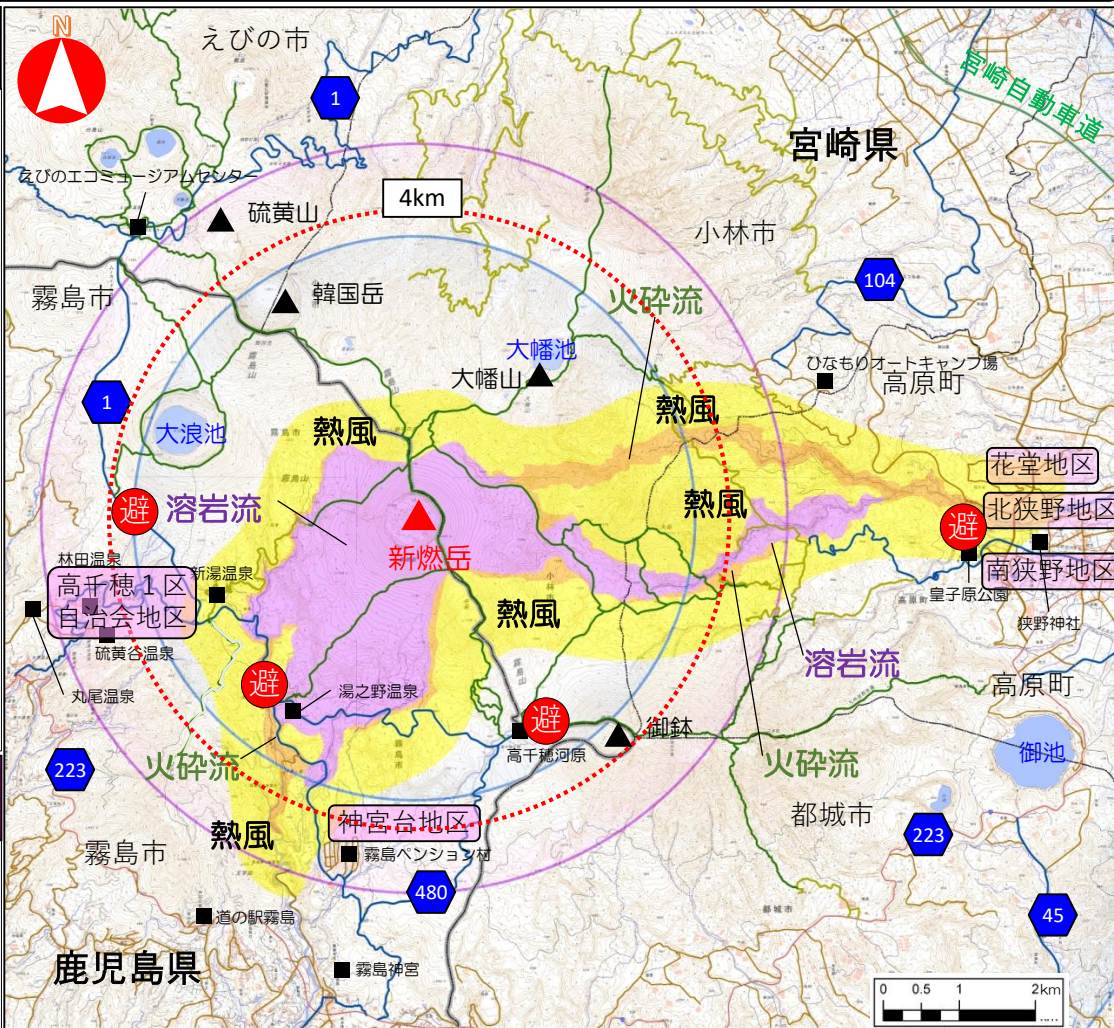 N
えびの市
1
宮崎自動車道
宮崎県
えびのエコミュージアムセンター
硫黄山
4km
小林市
104
霧島市
韓国岳
火砕流
大幡池
大幡山
ひなもりオートキャンプ場
高原町
1
大浪池
熱風
熱風
花堂地区
避
溶岩流
熱風
避
北狭野地区
新燃岳
林田温泉
新湯温泉
高千穂１区
自治会地区
南狭野地区
皇子原公園
狭野神社
硫黄谷温泉
熱風
溶岩流
丸尾温泉
避
湯之野温泉
高原町
避
高千穂河原
御鉢
223
火砕流
火砕流
御池
都城市
神宮台地区
熱風
223
霧島市
霧島ペンション村
480
道の駅霧島
45
鹿児島県
霧島神宮
0 0.5 1 2km